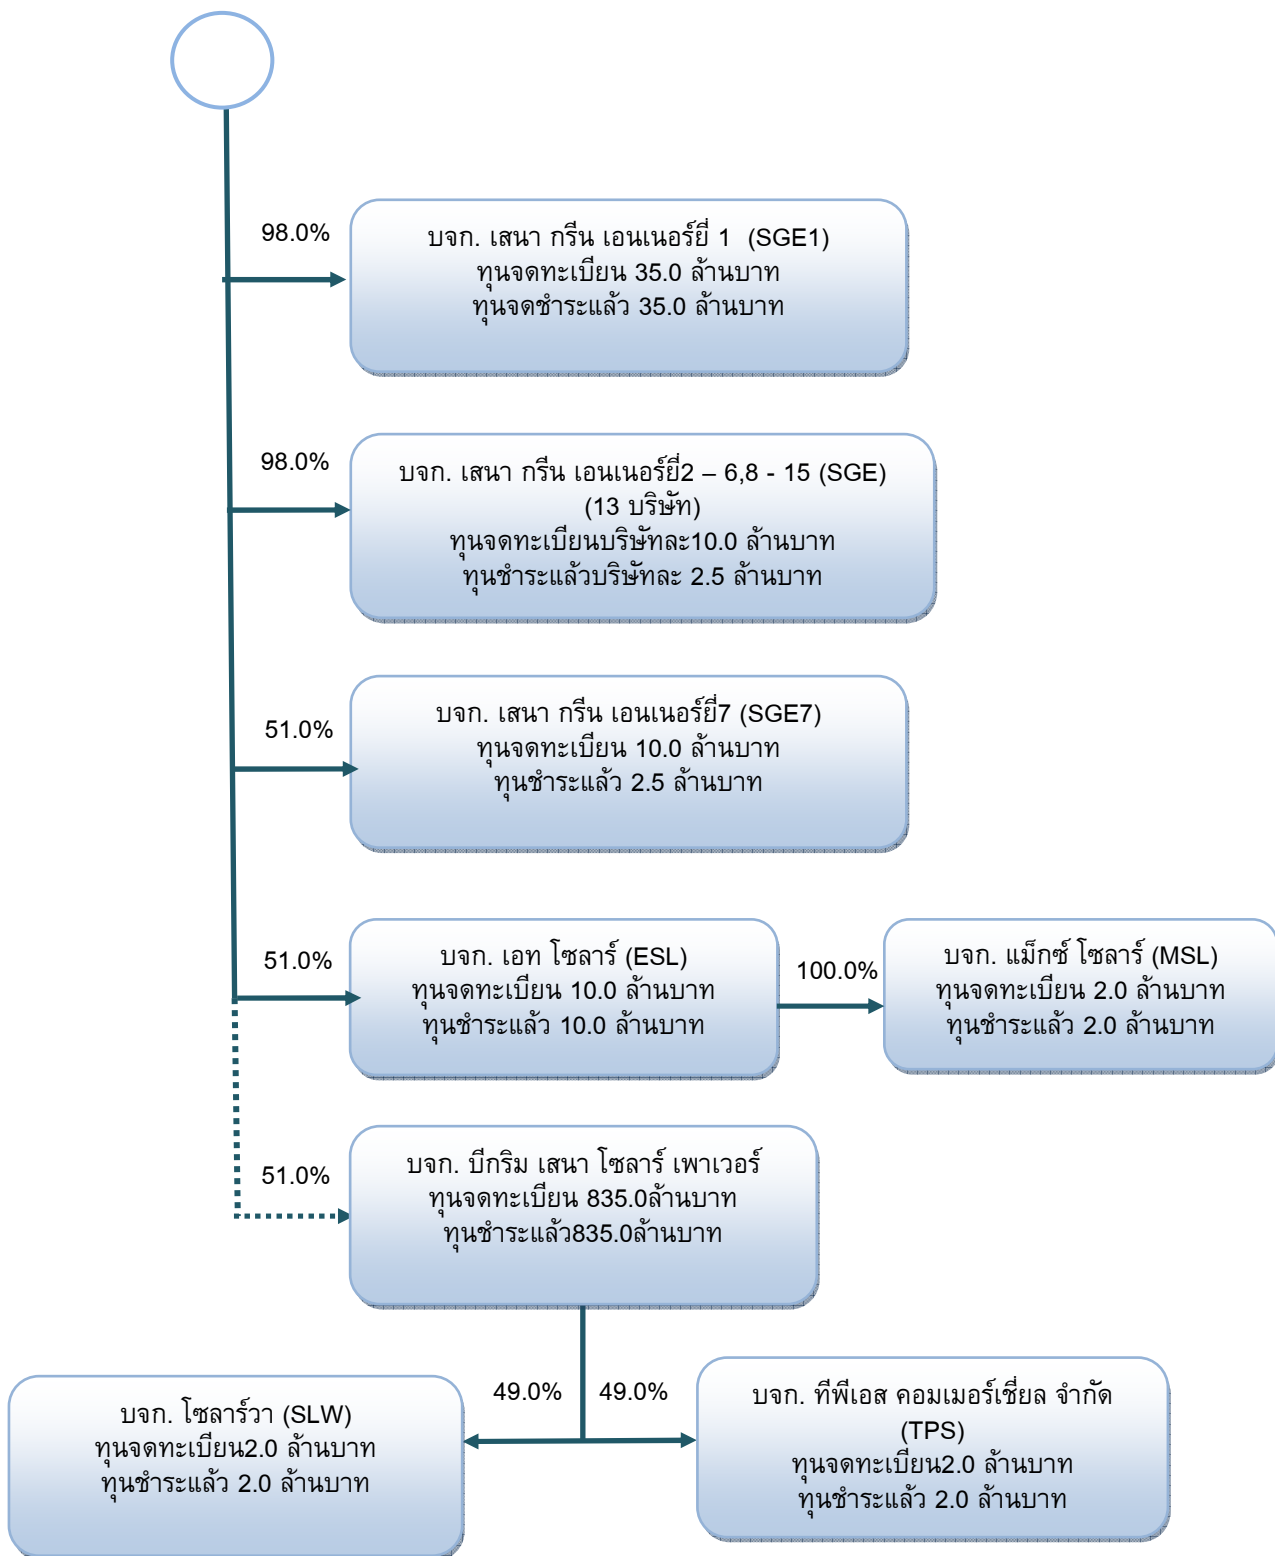 98.0%
บจก. เสนา กรีน เอนเนอร์ยี่ 1 (SGE1)
ทุนจดทะเบียน 35.0 ล้านบาท
ทุนจดชำระแล้ว 35.0 ล้านบาท
98.0%
บจก. เสนา กรีน เอนเนอร์ยี่2 – 6,8 - 15 (SGE)
(13 บริษัท)
ทุนจดทะเบียนบริษัทละ10.0 ล้านบาท
ทุนชำระแล้วบริษัทละ 2.5 ล้านบาท
51.0%
บจก. เสนา กรีน เอนเนอร์ยี่7 (SGE7)
ทุนจดทะเบียน 10.0 ล้านบาท
ทุนชำระแล้ว 2.5 ล้านบาท
51.0%
บจก. เอท โซลาร์ (ESL)
ทุนจดทะเบียน 10.0 ล้านบาท
ทุนชำระแล้ว 10.0 ล้านบาท
100.0%
บจก. แม็กซ์ โซลาร์ (MSL)
ทุนจดทะเบียน 2.0 ล้านบาท
ทุนชำระแล้ว 2.0 ล้านบาท
51.0%
บจก. บีกริม เสนา โซลาร์ เพาเวอร์
ทุนจดทะเบียน 835.0ล้านบาท
ทุนชำระแล้ว835.0ล้านบาท
49.0%
49.0%
บจก. โซลาร์วา (SLW)
ทุนจดทะเบียน2.0 ล้านบาท
ทุนชำระแล้ว 2.0 ล้านบาท
บจก. ทีพีเอส คอมเมอร์เชี่ยล จำกัด
(TPS)
ทุนจดทะเบียน2.0 ล้านบาท
ทุนชำระแล้ว 2.0 ล้านบาท